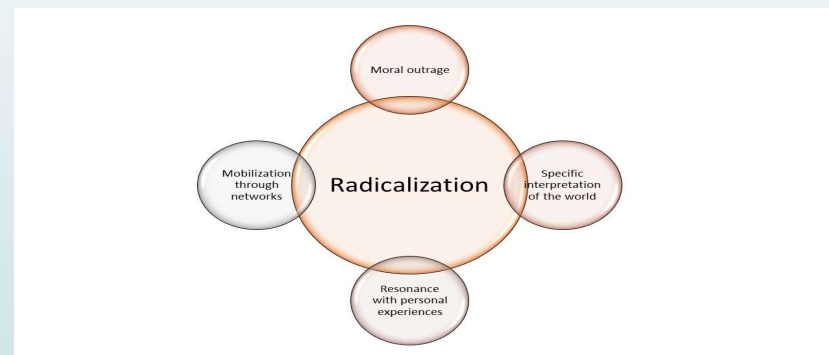 Moral outrage
Mobilization
through
networks
Radicalization
Specific
interpretation
of the world
Resonance
with personal
experiences